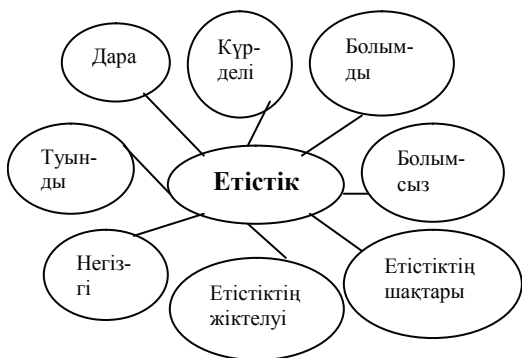 Дара
Күр-
делі
Болым-
ды
Туын-
ды
Етістік
Болым-
сыз
Негіз-
гі
Етістіктің
жіктелуі
Етістіктің
шақтары